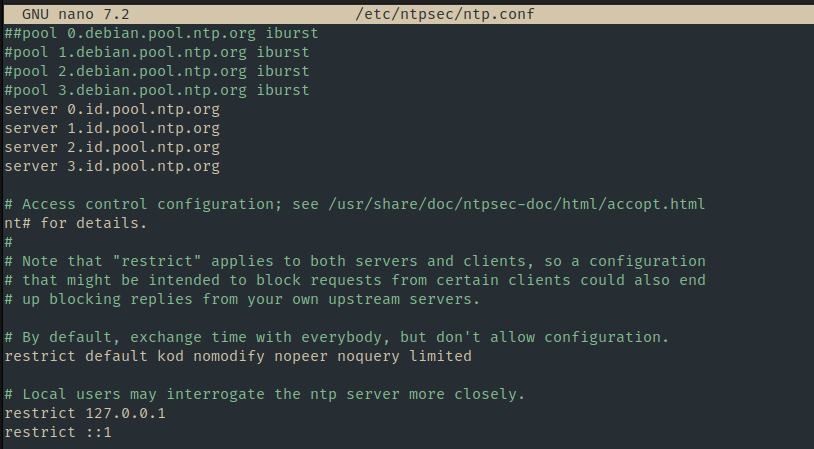 GNU nano 7.2 /etc/ntpsec/ntp.conf
##pool 0.debian.pool.ntp.org iburst
#pool 1.debian.pool.ntp.org iburst
#pool 2.debian.pool.ntp.org iburst
#pool 3.debian.pool.ntp.org iburst
server 0.id.pool.ntp.org
server 1.id.pool.ntp.org
server 2.id.pool.ntp.org
server 3.id.pool.ntp.org
# Access control configuration; see /usr/share/doc/ntpsec-doc/html/accopt.html
nt# for details.
#
# Note that "restrict" applies to both servers and clients, so a configuration
# that might be intended to block requests from certain clients could also end
# up blocking replies from your own upstream servers.
# By default, exchange time with everybody, but don't allow configuration.
restrict default kod nomodify nopeer noquery limited
# Local users may interrogate the ntp server more closely.
restrict 127.0.0.1
restrict ::1